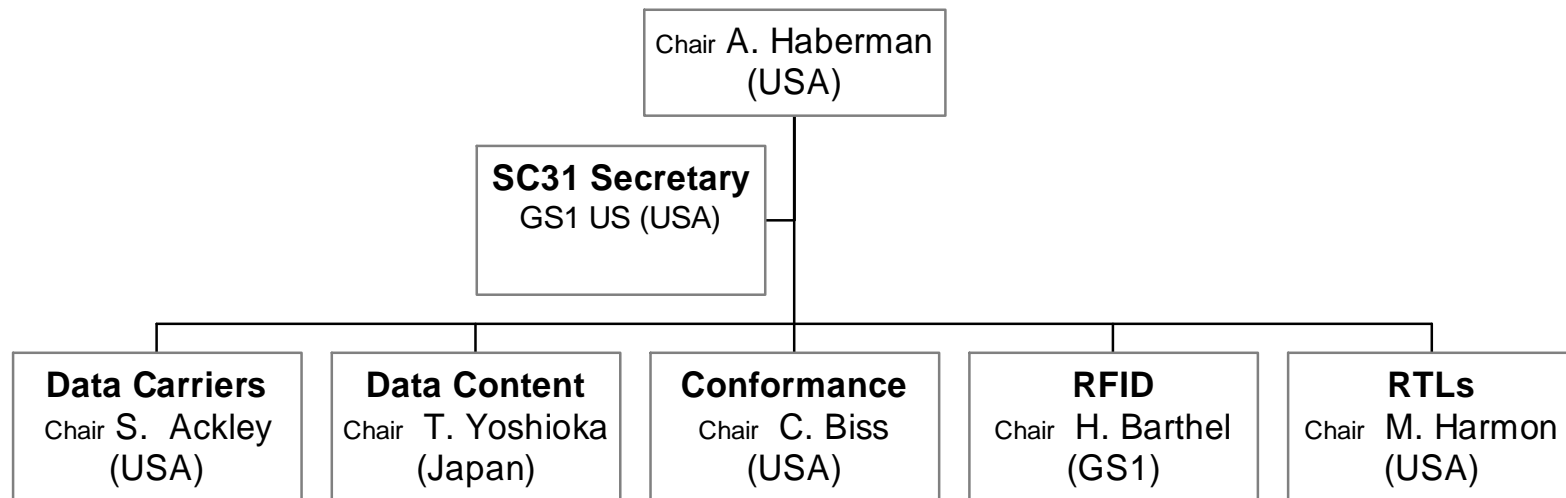 Chair A. Haberman
(USA)
SC31 Secretary
GS1 US (USA)
Data Carriers
Chair S. Ackley
(USA)
Data Content
Chair T. Yoshioka
(Japan)
Conformance
Chair C. Biss
(USA)
RFID
Chair H. Barthel
(GS1)
RTLs
Chair M. Harmon
(USA)